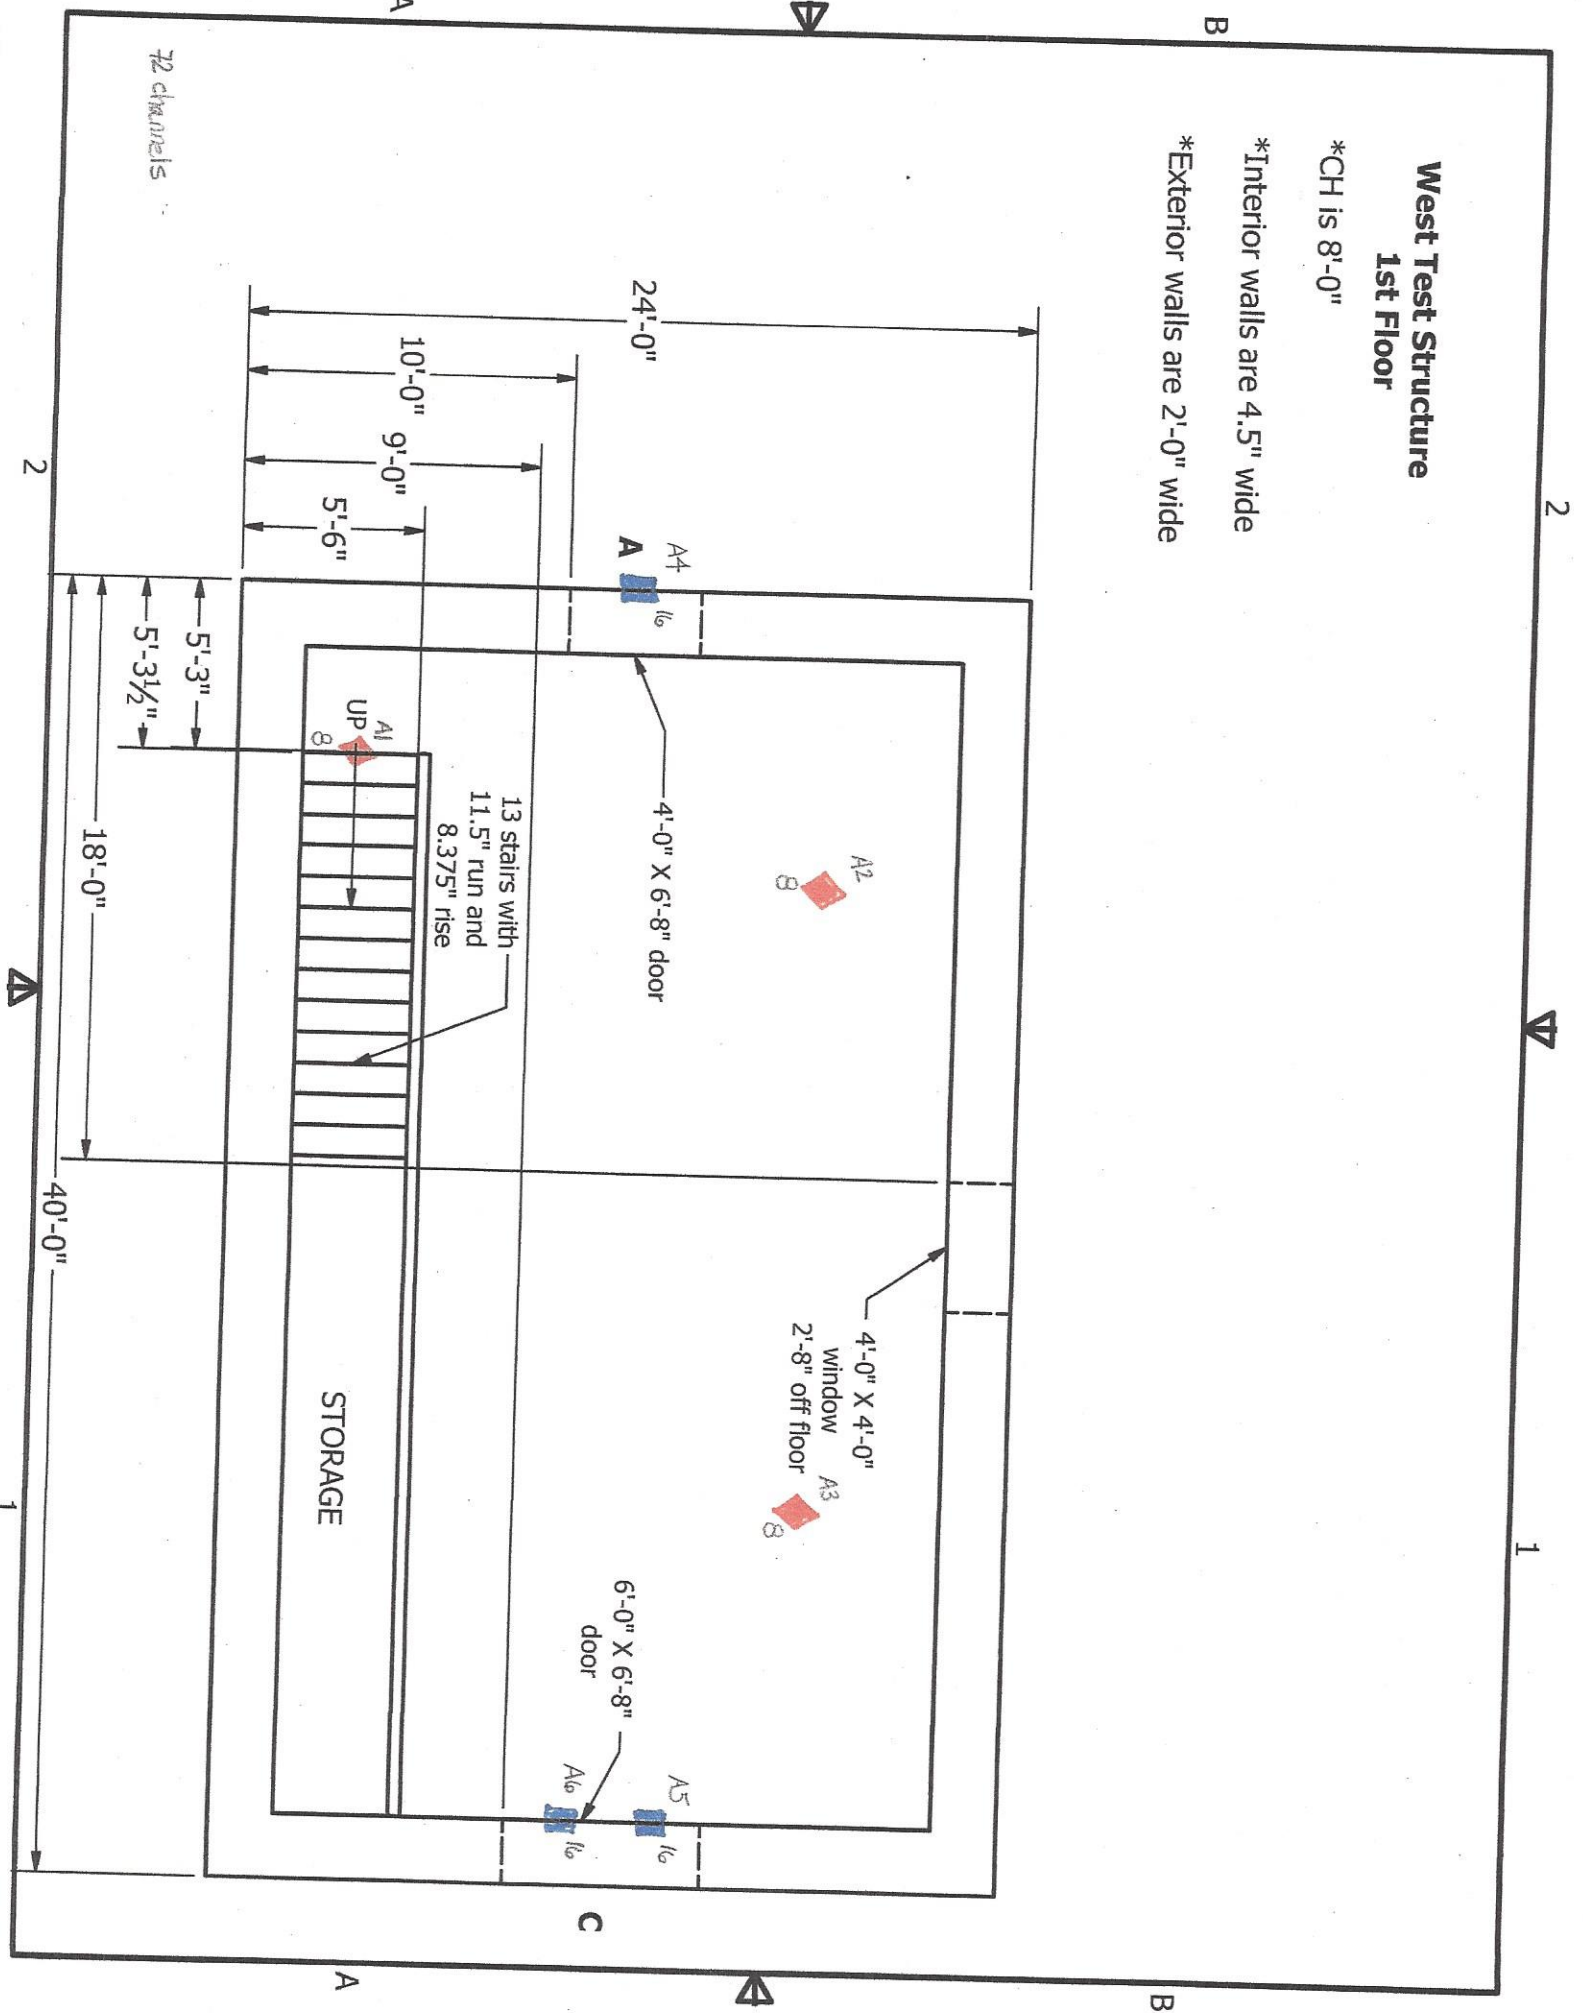 2
1
B
B
West Test Structure
1st Floor
*CH is 8'-0"
*Interior walls are 4.5" wide
*Exterior walls are 2'-0" wide
24'-0"
10'-0"
9'-0"
5'-6"
A4
A
16
4'-0" X 6'-8" door
A2
8
4'-0" X 4'-0"
window
2'-8" off floor
A3
8
6'-0" X 6'-8"
door
A5
16
A6
16
C
13 stairs with
11.5" run and
8.375" rise
A1
UP
8
STORAGE
5'-3"
5'-3½"
18'-0"
40'-0"
72 channels
A
A
2
1